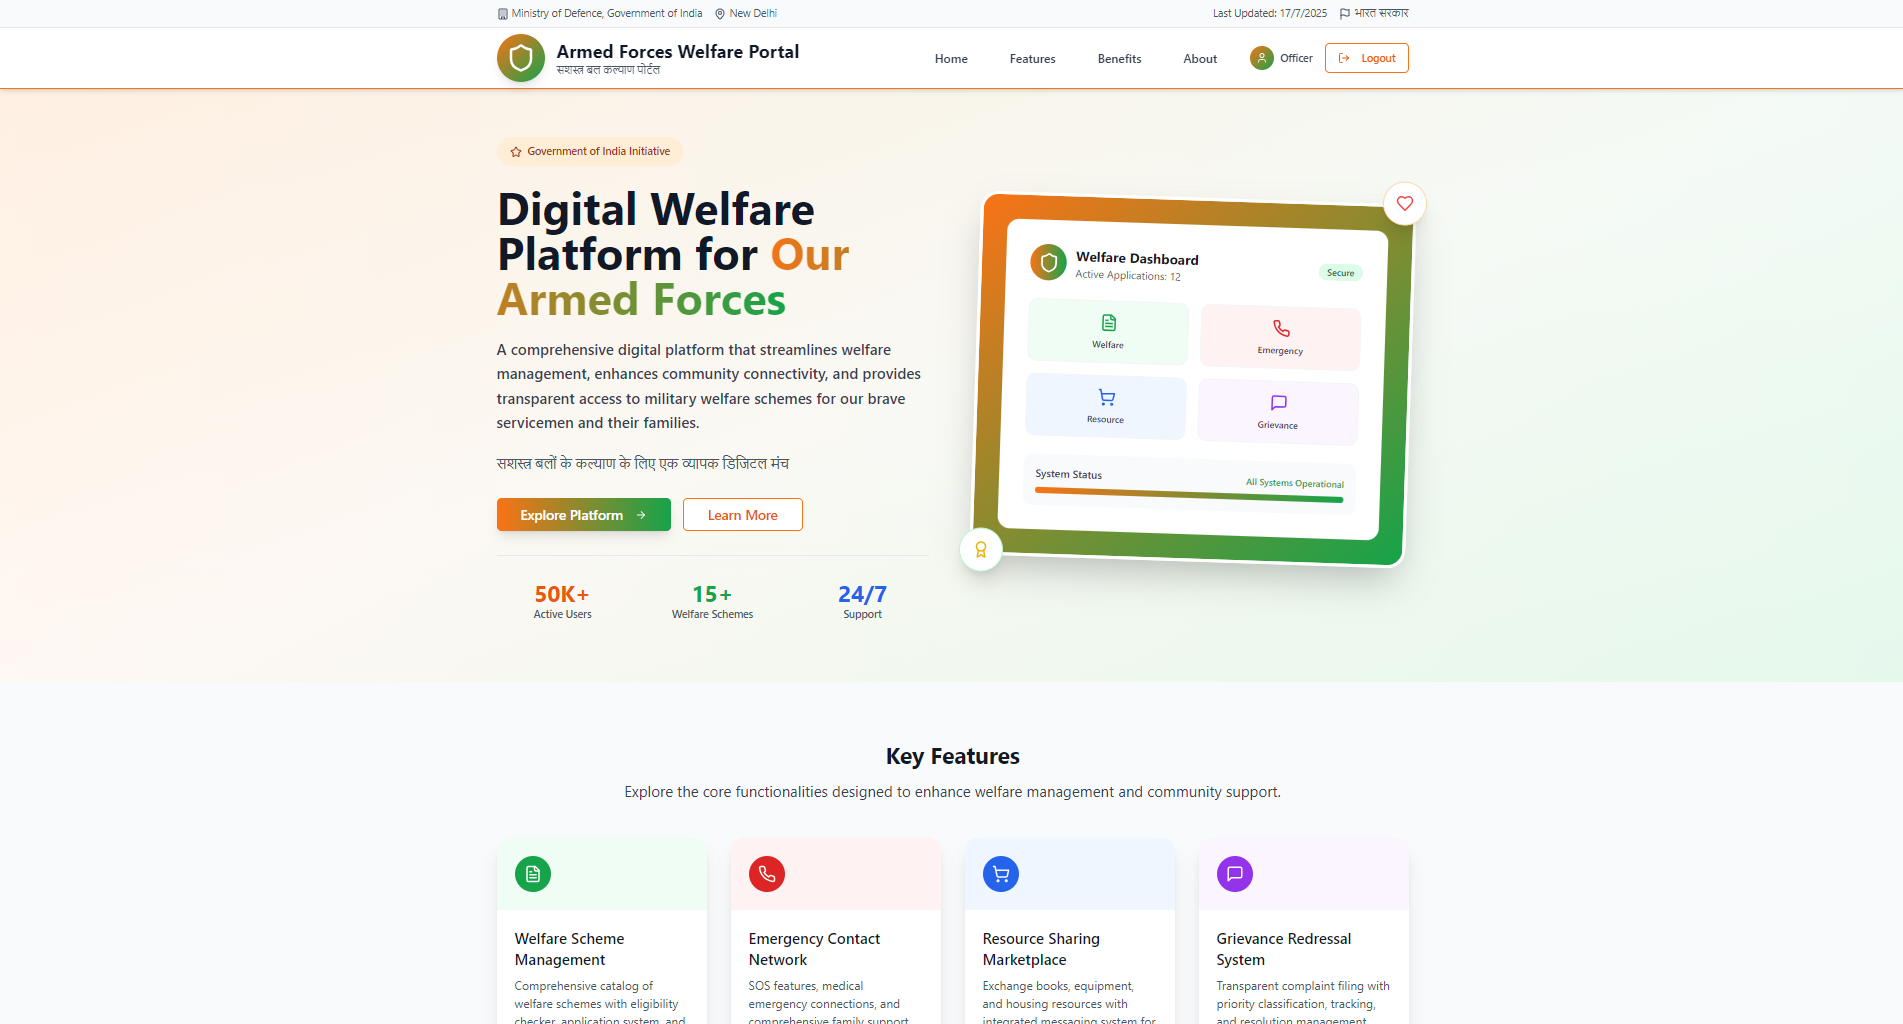 Ministry of Defence, Government of India
New Delhi
Last Updated: 17/7/2025
भारत सरकार
Armed Forces Welfare Portal
सशस्त्र बल कल्याण पोर्टल
Home
Features
Benefits
About
Officer
Logout
Government of India Initiative
Digital Welfare
Platform for Our
Armed Forces
A comprehensive digital platform that streamlines welfare
management, enhances community connectivity, and provides
transparent access to military welfare schemes for our brave
servicemen and their families.
सशस्त्र बलों के कल्याण के लिए एक व्यापक डिजिटल मंच
Explore Platform
Learn More
50K+
Active Users
15+
Welfare Schemes
24/7
Support
Welfare Dashboard
Active Applications: 12
Secure
Welfare
Emergency
Resource
Grievance
System Status
All Systems Operational
Key Features
Explore the core functionalities designed to enhance welfare management and community support.
Welfare Scheme
Management
Comprehensive catalog of
welfare schemes with eligibility
checker, application system, and
Emergency Contact
Network
SOS features, medical
emergency connections, and
comprehensive family support
Resource Sharing
Marketplace
Exchange books, equipment,
and housing resources with
integrated messaging system for
Grievance Redressal
System
Transparent complaint filing with
priority classification, tracking,
and resolution management